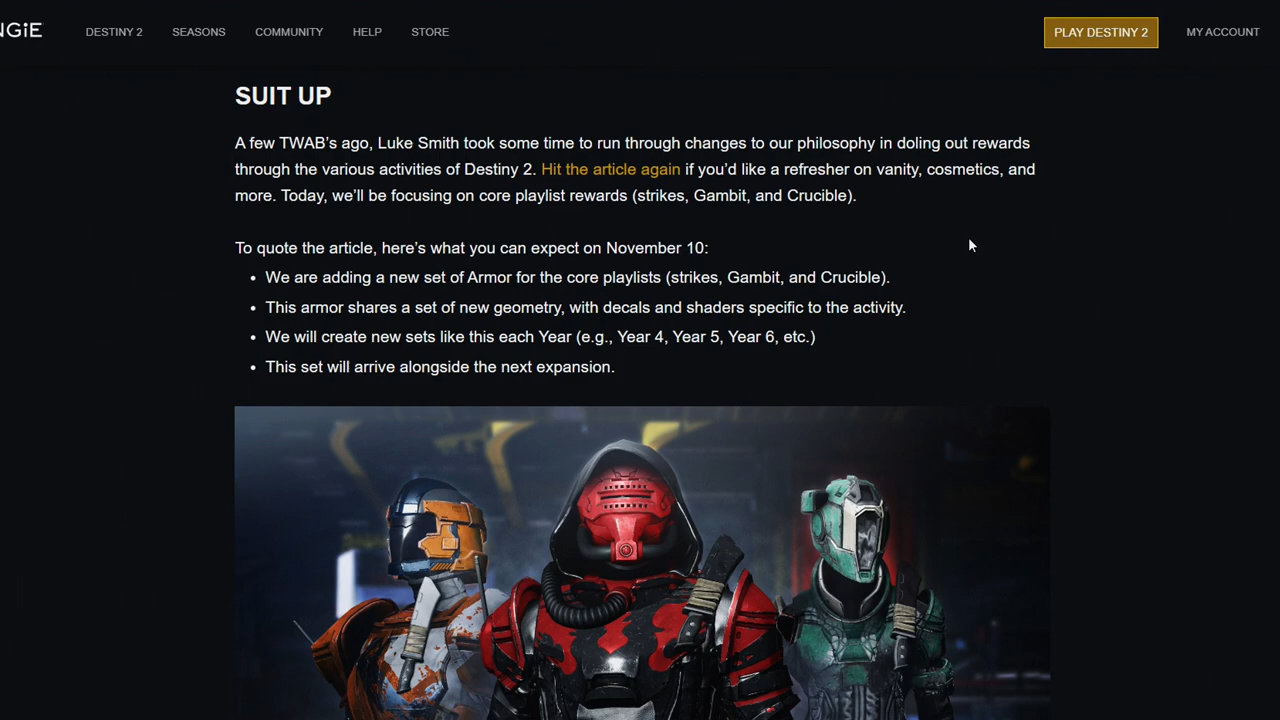 NGiE
DESTINY 2 SEASONS COMMUNITY HELP STORE PLAY DESTINY 2 MY ACCOUNT
SUIT UP
A few TWAB's ago, Luke Smith took some time to run through changes to our philosophy in doling out rewards
through the various activities of Destiny 2. Hit the article again if you'd like a refresher on vanity, cosmetics, and
more. Today, we'll be focusing on core playlist rewards (strikes, Gambit, and Crucible).
To quote the article, here's what you can expect on November 10:
• We are adding a new set of Armor for the core playlists (strikes, Gambit, and Crucible).
• This armor shares a set of new geometry, with decals and shaders specific to the activity.
• We will create new sets like this each Year (e.g., Year 4, Year 5, Year 6, etc.)
• This set will arrive alongside the next expansion.